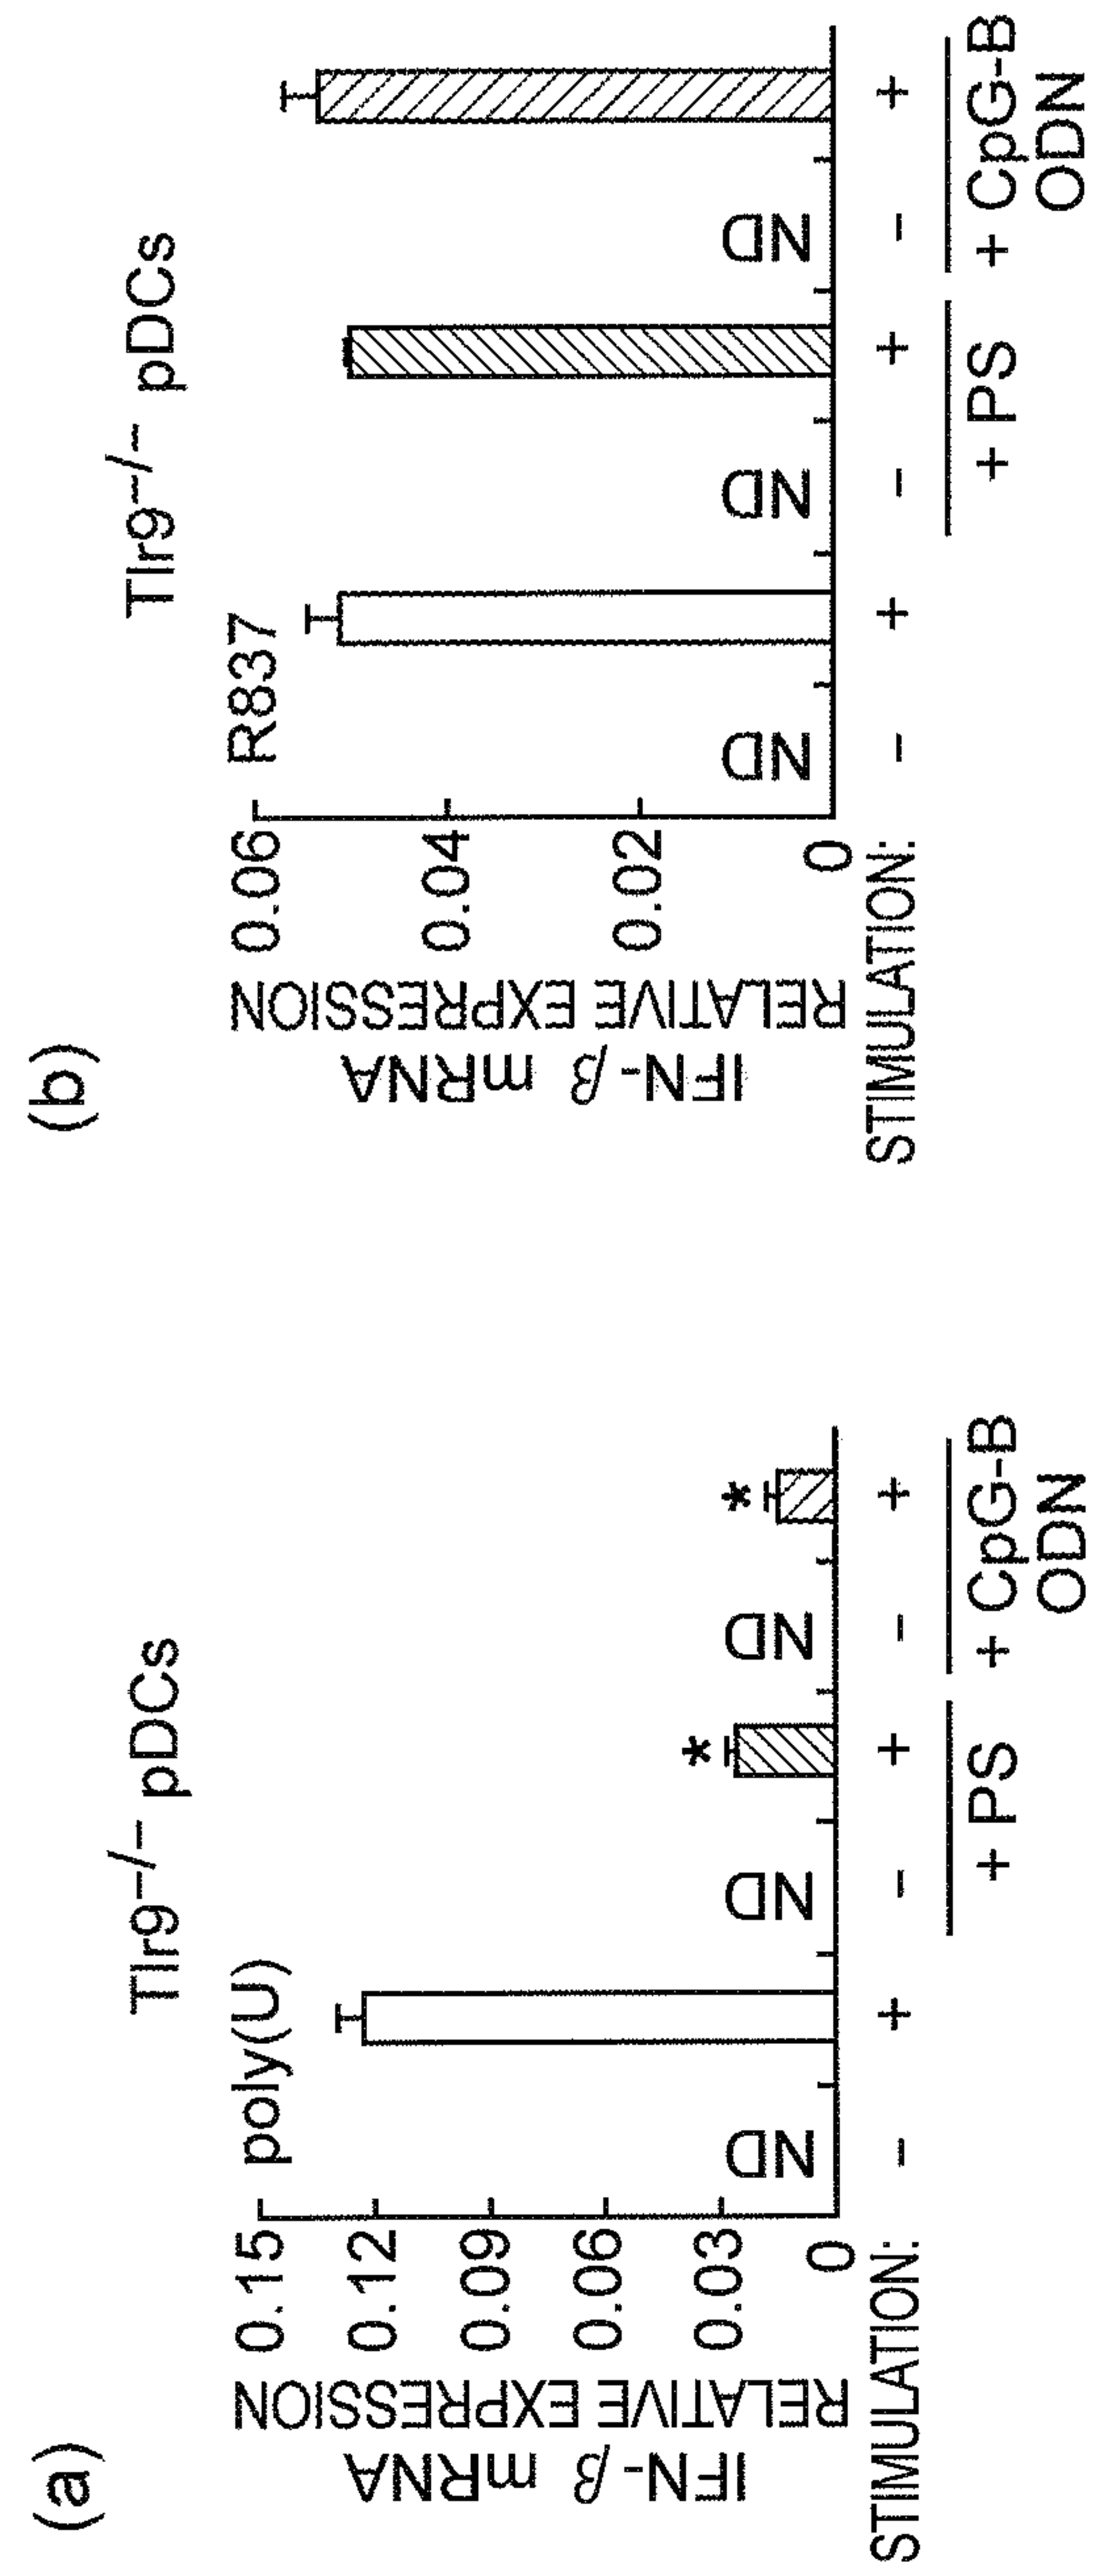 (a)
Tlr9−/− pDCs
poly(U)
IFN-β mRNA
RELATIVE EXPRESSION
0.15
0.12
0.09
0.06
0.03
0
ND
ND
*
ND
*
STIMULATION: − + − + − +
+ PS + CpG-B
ODN
(b)
Tlr9−/− pDCs
R837
IFN-β mRNA
RELATIVE EXPRESSION
0.06
0.04
0.02
0
ND
ND
ND
STIMULATION: − + − + − +
+ PS + CpG-B
ODN